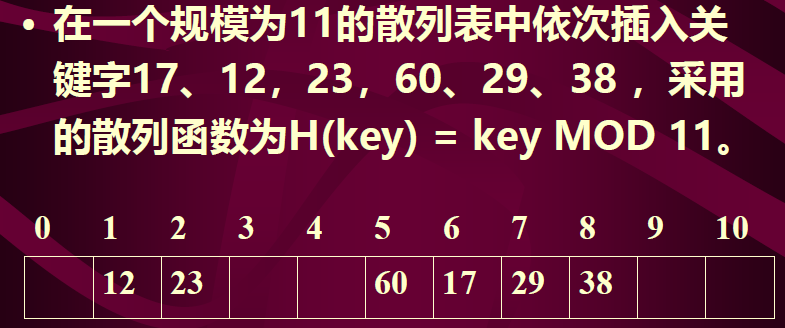 • 在一个规模为11的散列表中依次插入关
键字17、12，23，60、29、38 ，采用
的散列函数为H(key) = key MOD 11。
0 1 2 3 4 5 6 7 8 9 10
12 23 60 17 29 38